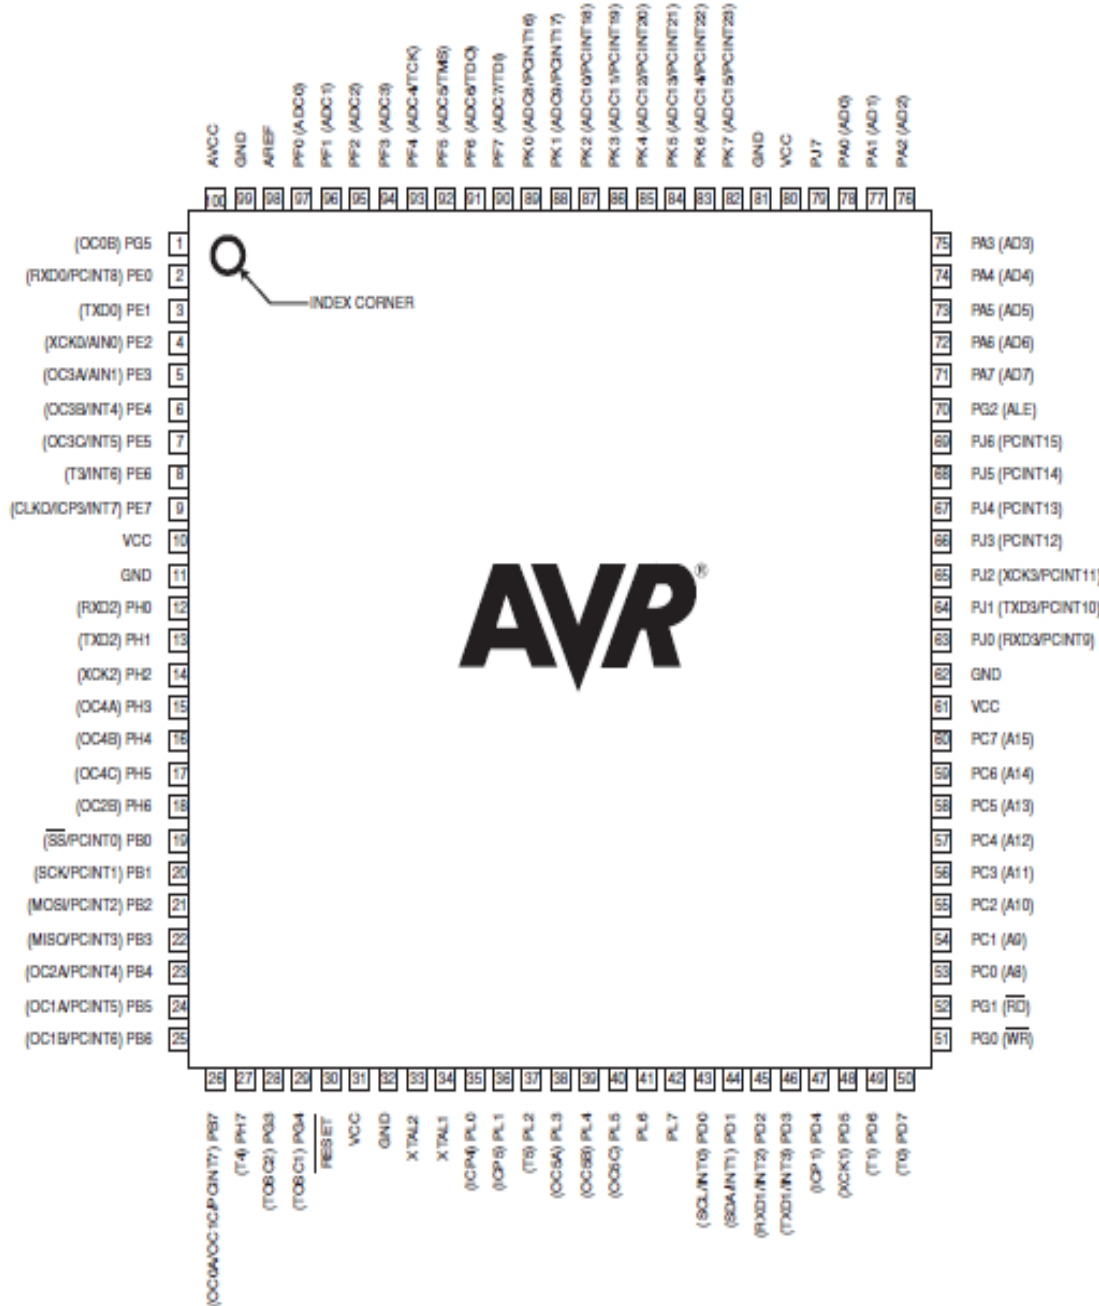 AVCC
GND
AREF
PF0 (ADC0)
PF1 (ADC1)
PF2 (ADC2)
PF3 (ADC3)
PF4 (ADC4/TCK)
PF5 (ADC5/TMS)
PF6 (ADC6/TDO)
PF7 (ADC7/TDI)
PK0 (ADC8/PCINT16)
PK1 (ADC9/PCINT17)
PK2 (ADC10/PCINT18)
PK3 (ADC11/PCINT19)
PK4 (ADC12/PCINT20)
PK5 (ADC13/PCINT21)
PK6 (ADC14/PCINT22)
PK7 (ADC15/PCINT23)
GND
VCC
PJ7
PA0 (AD0)
PA1 (AD1)
PA2 (AD2)
100 99 98 97 96 95 94 93 92 91 90 89 88 87 86 85 84 83 82 81 80 79 78 77 76
(OC0B) PG5 1
(RXD0/PCINT8) PE0 2
(TXD0) PE1 3
(XCK0/AIN0) PE2 4
(OC3A/AIN1) PE3 5
(OC3B/INT4) PE4 6
(OC3C/INT5) PE5 7
(T3/INT6) PE6 8
(CLKO/ICP3/INT7) PE7 9
VCC 10
GND 11
(RXD2) PH0 12
(TXD2) PH1 13
(XCK2) PH2 14
(OC4A) PH3 15
(OC4B) PH4 16
(OC4C) PH5 17
(OC2B) PH6 18
(SS/PCINT0) PB0 19
(SCK/PCINT1) PB1 20
(MOSI/PCINT2) PB2 21
(MISO/PCINT3) PB3 22
(OC2A/PCINT4) PB4 23
(OC1A/PCINT5) PB5 24
(OC1B/PCINT6) PB6 25
INDEX CORNER
AVR®
75 PA3 (AD3)
74 PA4 (AD4)
73 PA5 (AD5)
72 PA6 (AD6)
71 PA7 (AD7)
70 PG2 (ALE)
69 PJ6 (PCINT15)
68 PJ5 (PCINT14)
67 PJ4 (PCINT13)
66 PJ3 (PCINT12)
65 PJ2 (XCK3/PCINT11)
64 PJ1 (TXD3/PCINT10)
63 PJ0 (RXD3/PCINT9)
62 GND
61 VCC
60 PC7 (A15)
59 PC6 (A14)
58 PC5 (A13)
57 PC4 (A12)
56 PC3 (A11)
55 PC2 (A10)
54 PC1 (A9)
53 PC0 (A8)
52 PG1 (RD)
51 PG0 (WR)
26 27 28 29 30 31 32 33 34 35 36 37 38 39 40 41 42 43 44 45 46 47 48 49 50
(OC0A/OC1C/PCINT7) PB7
(T4) PH7
(TOSC2) PG3
(TOSC1) PG4
RESET
VCC
GND
XTAL2
XTAL1
(ICP4) PL0
(ICP5) PL1
(T5) PL2
(OC5A) PL3
(OC5B) PL4
(OC5C) PL5
PL6
PL7
(SCL/INT0) PD0
(SDA/INT1) PD1
(RXD1/INT2) PD2
(TXD1/INT3) PD3
(ICP1) PD4
(XCK1) PD5
(T1) PD6
(T0) PD7